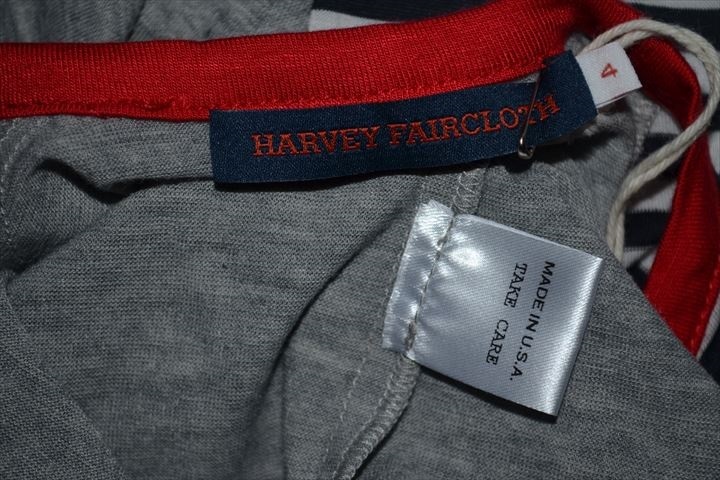 HARVEY FAIRCLOTH
4
MADE IN U.S.A.
TAKE CARE